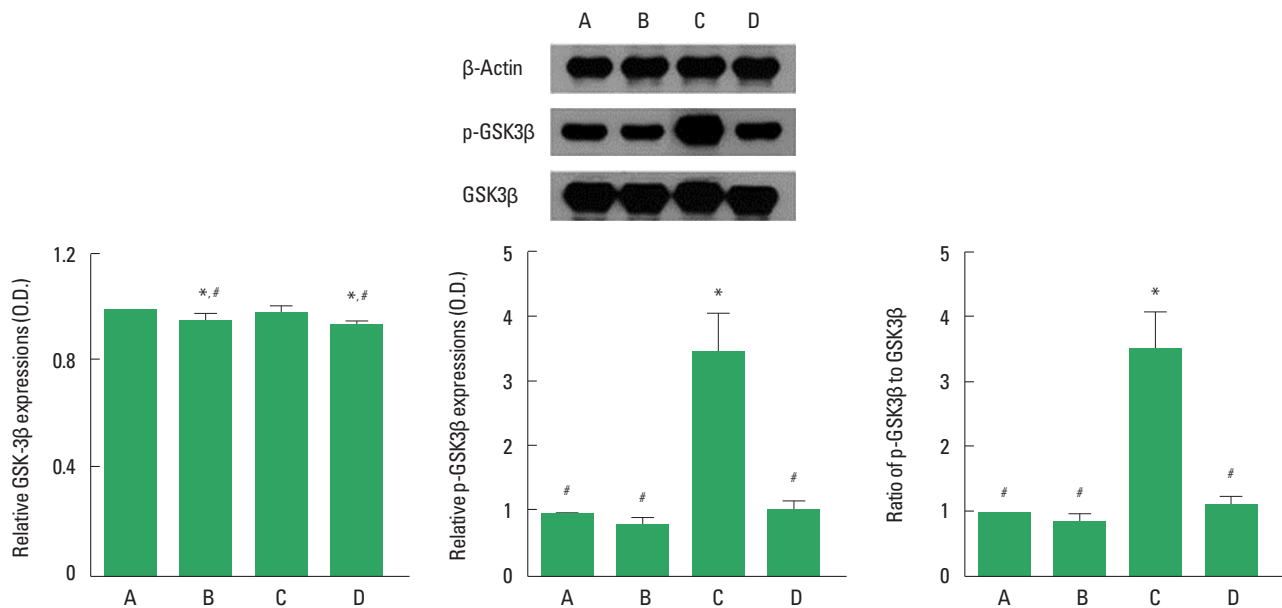 A B C D
β-Actin
p-GSK3β
GSK3β
Relative GSK-3β expressions (O.D.)
1.2
0.8
0.4
0
*,#
*,#
A B C D
Relative p-GSK3β expressions (O.D.)
5
4
3
2
1
0
#
#
*
#
A B C D
Ratio of p-GSK3β to GSK3β
5
4
3
2
1
0
#
#
*
#
A B C D